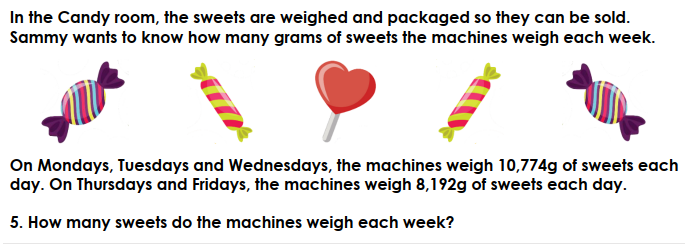 In the Candy room, the sweets are weighed and packaged so they can be sold.
Sammy wants to know how many grams of sweets the machines weigh each week.
On Mondays, Tuesdays and Wednesdays, the machines weigh 10,774g of sweets each
day. On Thursdays and Fridays, the machines weigh 8,192g of sweets each day.
5. How many sweets do the machines weigh each week?